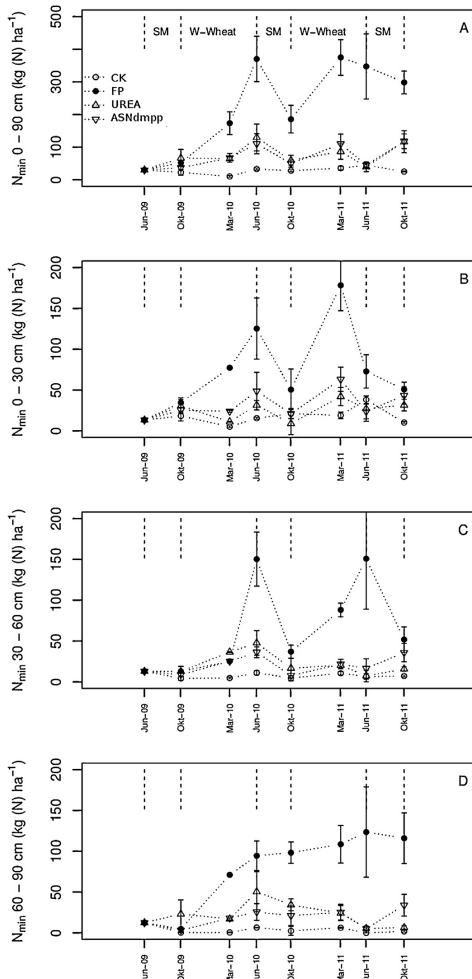 A
SM W-Wheat SM W-Wheat SM
CK
FP
UREA
ASNdmpp
Nmin 0 − 90 cm (kg (N) ha−1)
500
300
100
0
Jun−09 Okt−09 Mar−10 Jun−10 Okt−10 Mar−11 Jun−11 Okt−11
B
Nmin 0 − 30 cm (kg (N) ha−1)
200
150
100
50
0
Jun−09 Okt−09 Mar−10 Jun−10 Okt−10 Mar−11 Jun−11 Okt−11
C
Nmin 30 − 60 cm (kg (N) ha−1)
200
150
100
50
0
Jun−09 Okt−09 Mar−10 Jun−10 Okt−10 Mar−11 Jun−11 Okt−11
D
Nmin 60 − 90 cm (kg (N) ha−1)
200
150
100
50
0
Jun−09 Okt−09 Mar−10 Jun−10 Okt−10 Mar−11 Jun−11 Okt−11